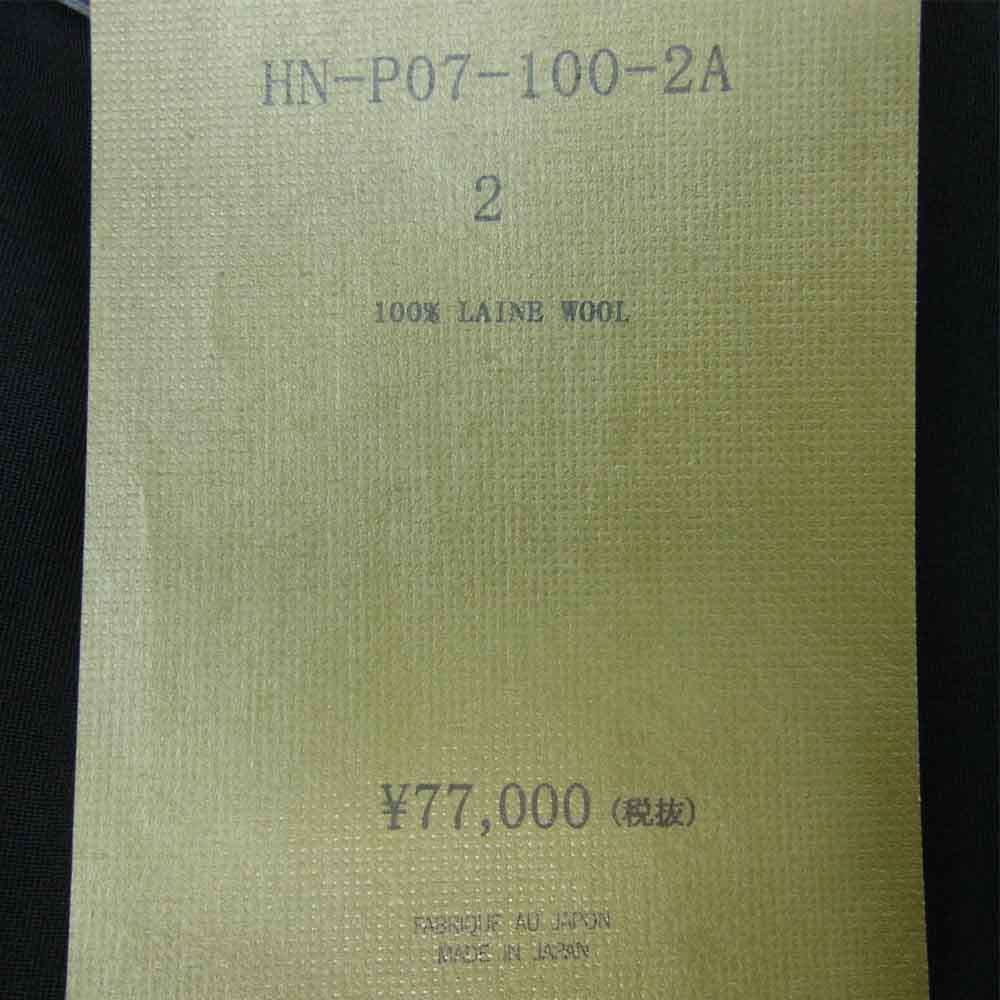 HN-P07-100-2A
2
100% LAINE WOOL
¥77,000 (税抜)
FABRIQUE AU JAPON
MADE IN JAPAN